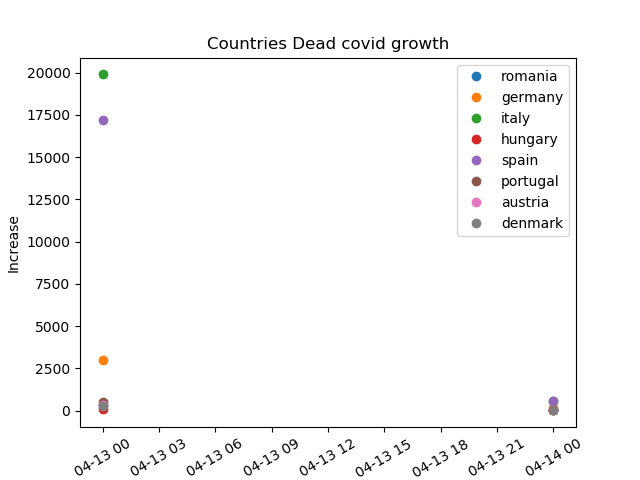 Countries Dead covid growth
20000
17500
15000
12500
10000
7500
5000
2500
0
Increase
romania
germany
italy
hungary
spain
portugal
austria
denmark
04-13 00
04-13 03
04-13 06
04-13 09
04-13 12
04-13 15
04-13 18
04-13 21
04-14 00